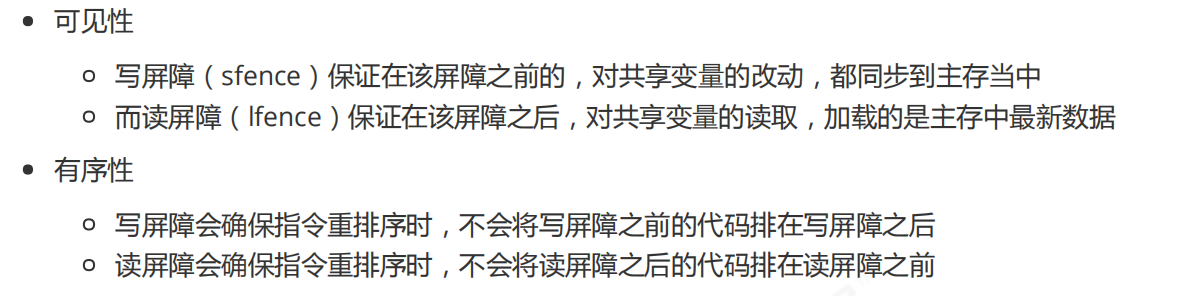 可见性
写屏障（sfence）保证在该屏障之前的，对共享变量的改动，都同步到主存当中
而读屏障（lfence）保证在该屏障之后，对共享变量的读取，加载的是主存中最新数据
有序性
写屏障会确保指令重排序时，不会将写屏障之前的代码排在写屏障之后
读屏障会确保指令重排序时，不会将读屏障之后的代码排在读屏障之前